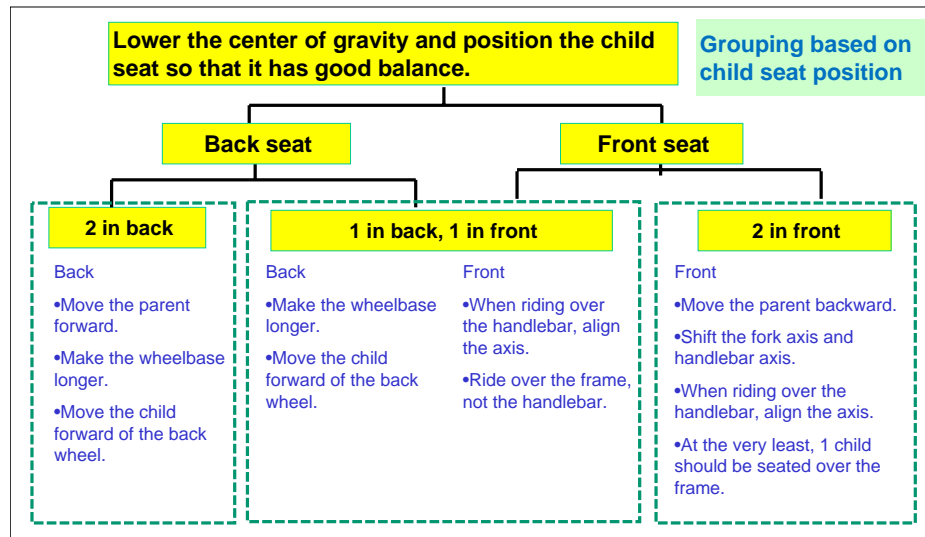 Lower the center of gravity and position the child
seat so that it has good balance.
Grouping based on
child seat position
Back seat
Front seat
2 in back
1 in back, 1 in front
2 in front
Back
•Move the parent
forward.
•Make the wheelbase
longer.
•Move the child
forward of the back
wheel.
Back
•Make the wheelbase
longer.
•Move the child
forward of the back
wheel.
Front
•When riding over
the handlebar, align
the axis.
•Ride over the frame,
not the handlebar.
Front
•Move the parent backward.
•Shift the fork axis and
handlebar axis.
•When riding over the
handlebar, align the axis.
•At the very least, 1 child
should be seated over the
frame.